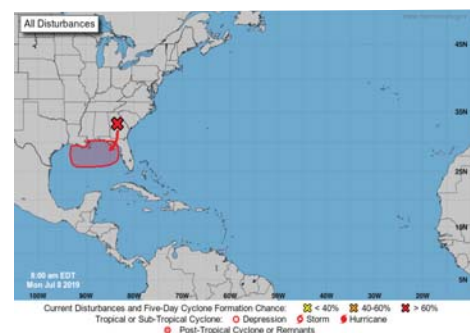 All Disturbances
45N
35N
25N
15N
5N
8:00 am EDT
Mon Jul 8 2019
100W 90W 80W 70W 60W 50W 40W 30W 20W
Current Disturbances and Five-Day Cyclone Formation Chance: < 40% 40-60% > 60%
Tropical or Sub-Tropical Cyclone: Depression Storm Hurricane
Post-Tropical Cyclone or Remnants